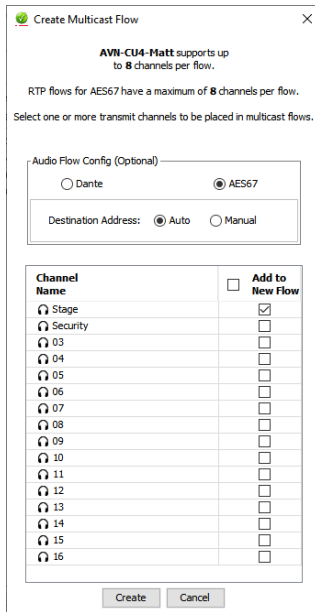 Create Multicast Flow
AVN-CU4-Matt supports up
to 8 channels per flow.
RTP flows for AES67 have a maximum of 8 channels per flow.
Select one or more transmit channels to be placed in multicast flows.
Audio Flow Config (Optional)
Dante AES67
Destination Address: Auto Manual
Channel Name Add to New Flow
Stage
Security
03
04
05
06
07
08
09
10
11
12
13
14
15
16
Create Cancel